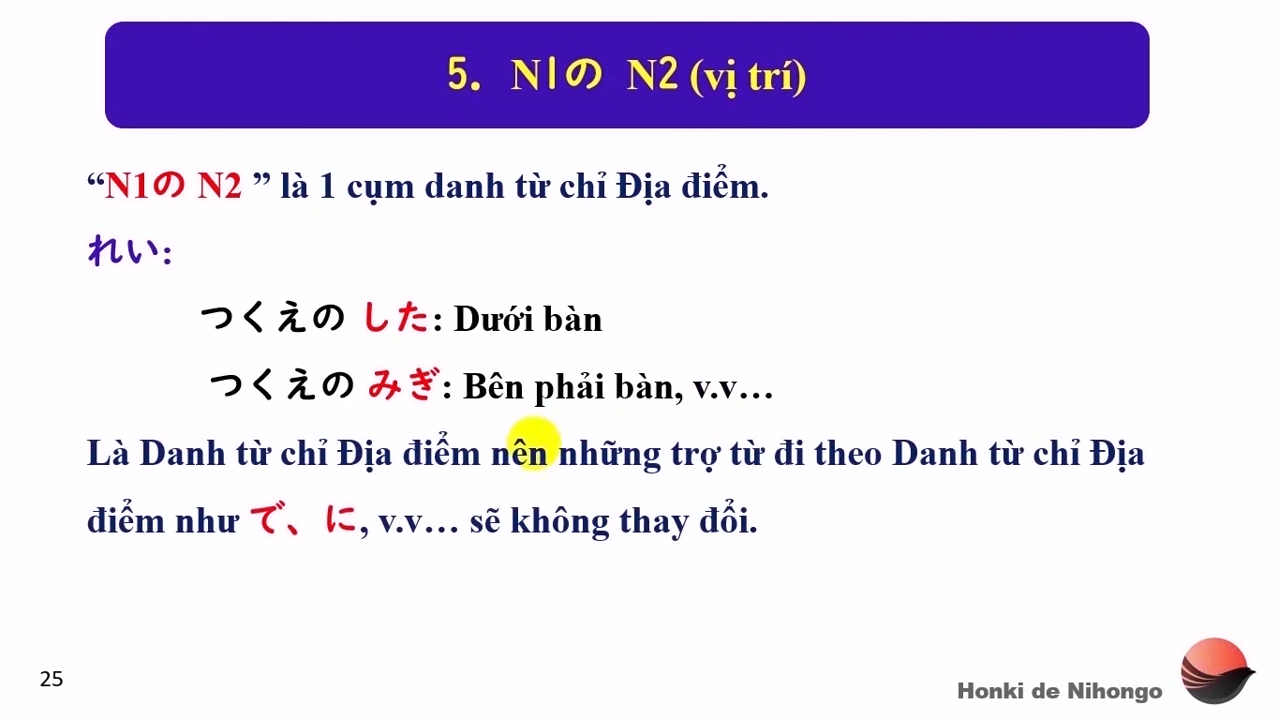 5. N1の N2 (vị trí)
“N1の N2 ” là 1 cụm danh từ chỉ Địa điểm.
れい:
つくえの した: Dưới bàn
つくえの みぎ: Bên phải bàn, v.v…
Là Danh từ chỉ Địa điểm nên những trợ từ đi theo Danh từ chỉ Địa
điểm như で、に, v.v… sẽ không thay đổi.
25
Honki de Nihongo